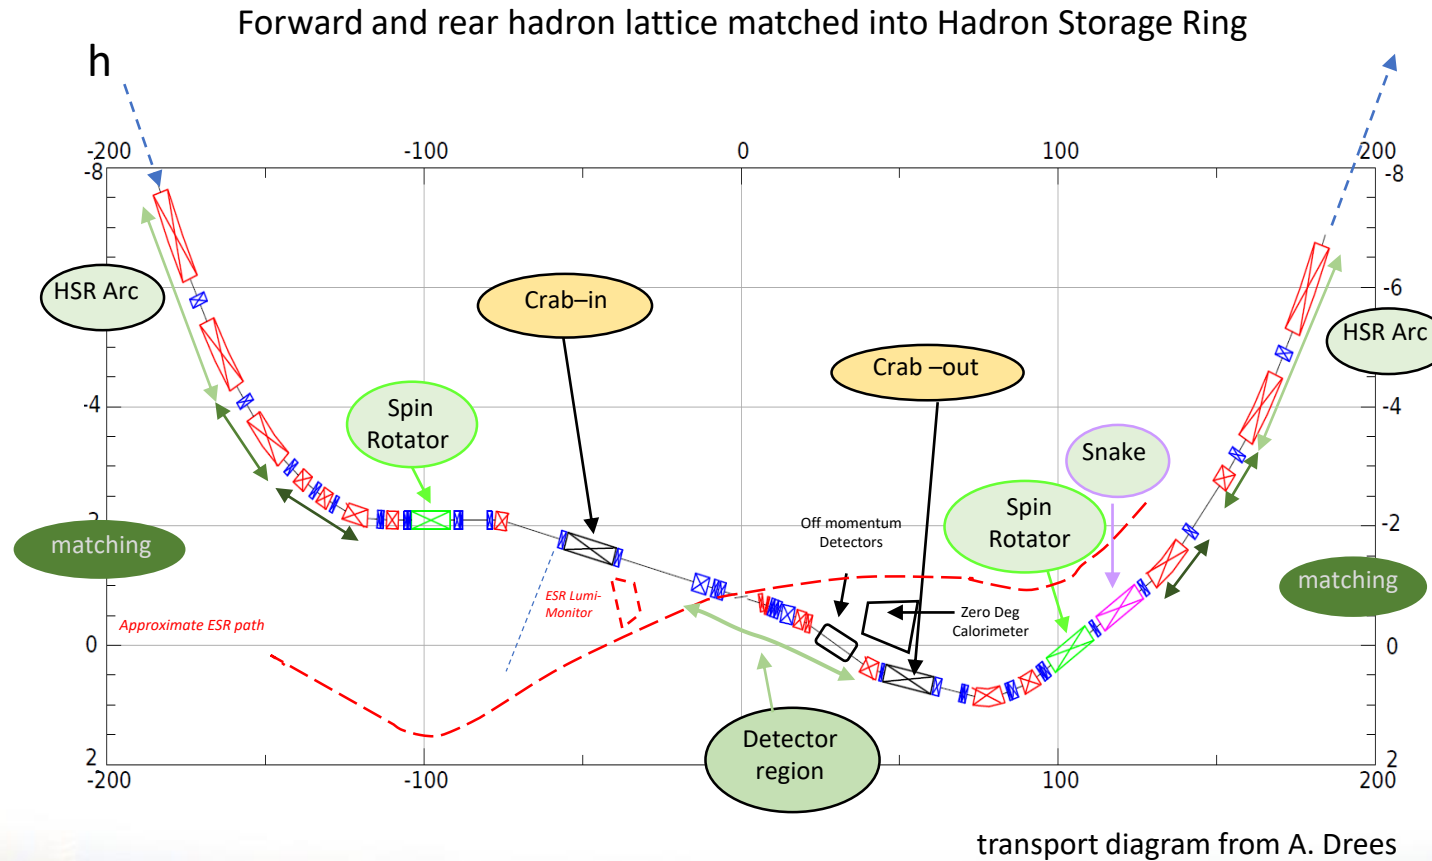 Forward and rear hadron lattice matched into Hadron Storage Ring
h
-200
-100
0
100
200
-8
-8
HSR Arc
Crab–in
-6
HSR Arc
Crab –out
-4
-4
Spin
Rotator
Snake
Spin
Rotator
Off momentum
Detectors
2
-2
matching
matching
ESR Lumi-
Monitor
Zero Deg
Calorimeter
Approximate ESR path
0
0
Detector
region
2
2
-200
-100
0
100
200
transport diagram from A. Drees